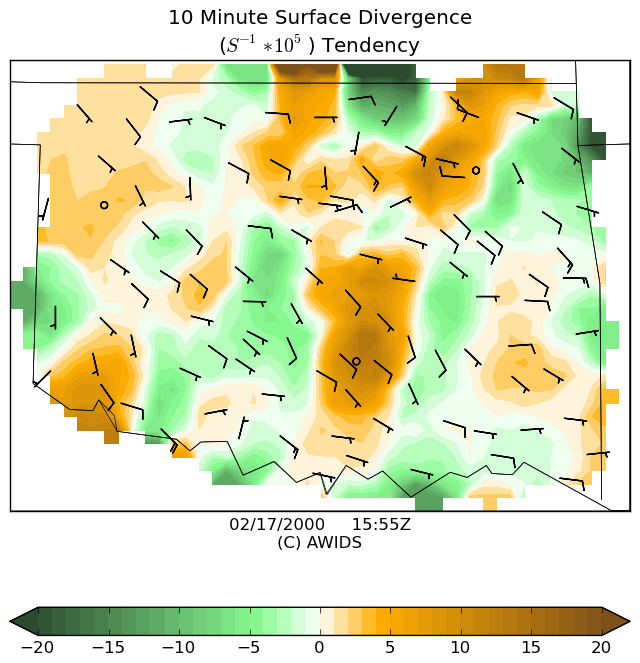 10 Minute Surface Divergence
(S⁻¹ *10⁵ ) Tendency
02/17/2000 15:55Z
(C) AWIDS
−20 −15 −10 −5 0 5 10 15 20